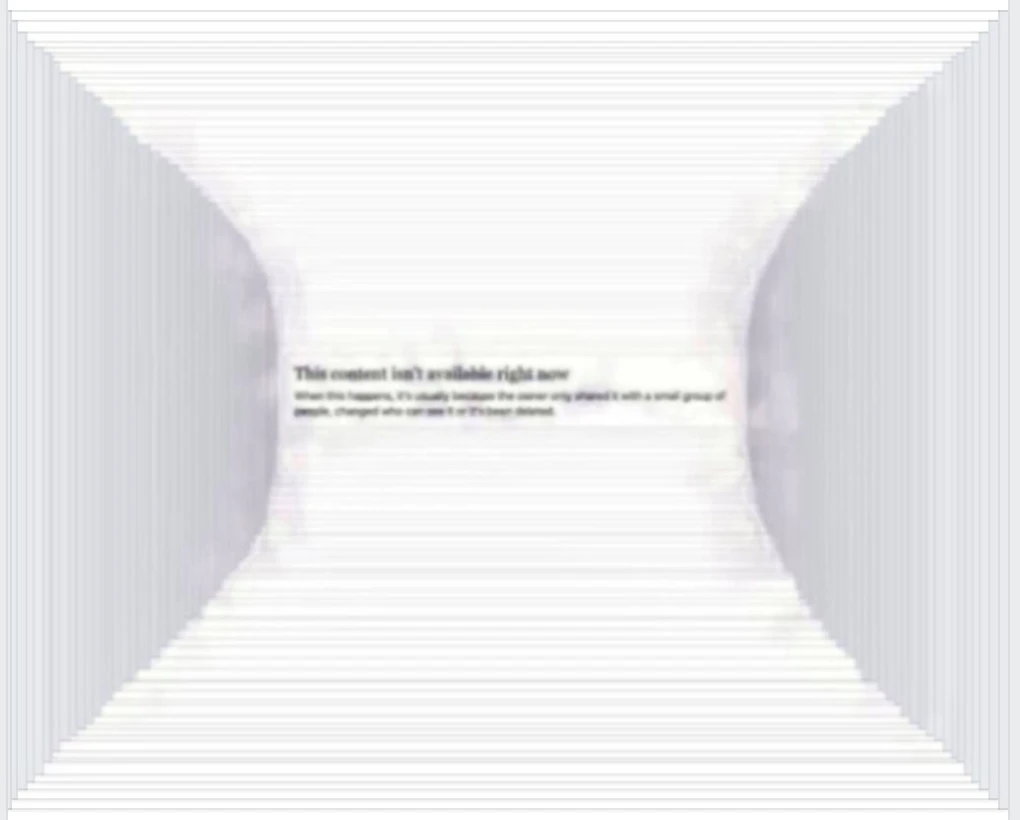 This content isn't available right now
When this happens, it's usually because the owner only shared it with a small group of
people, changed who can see it or it's been deleted.